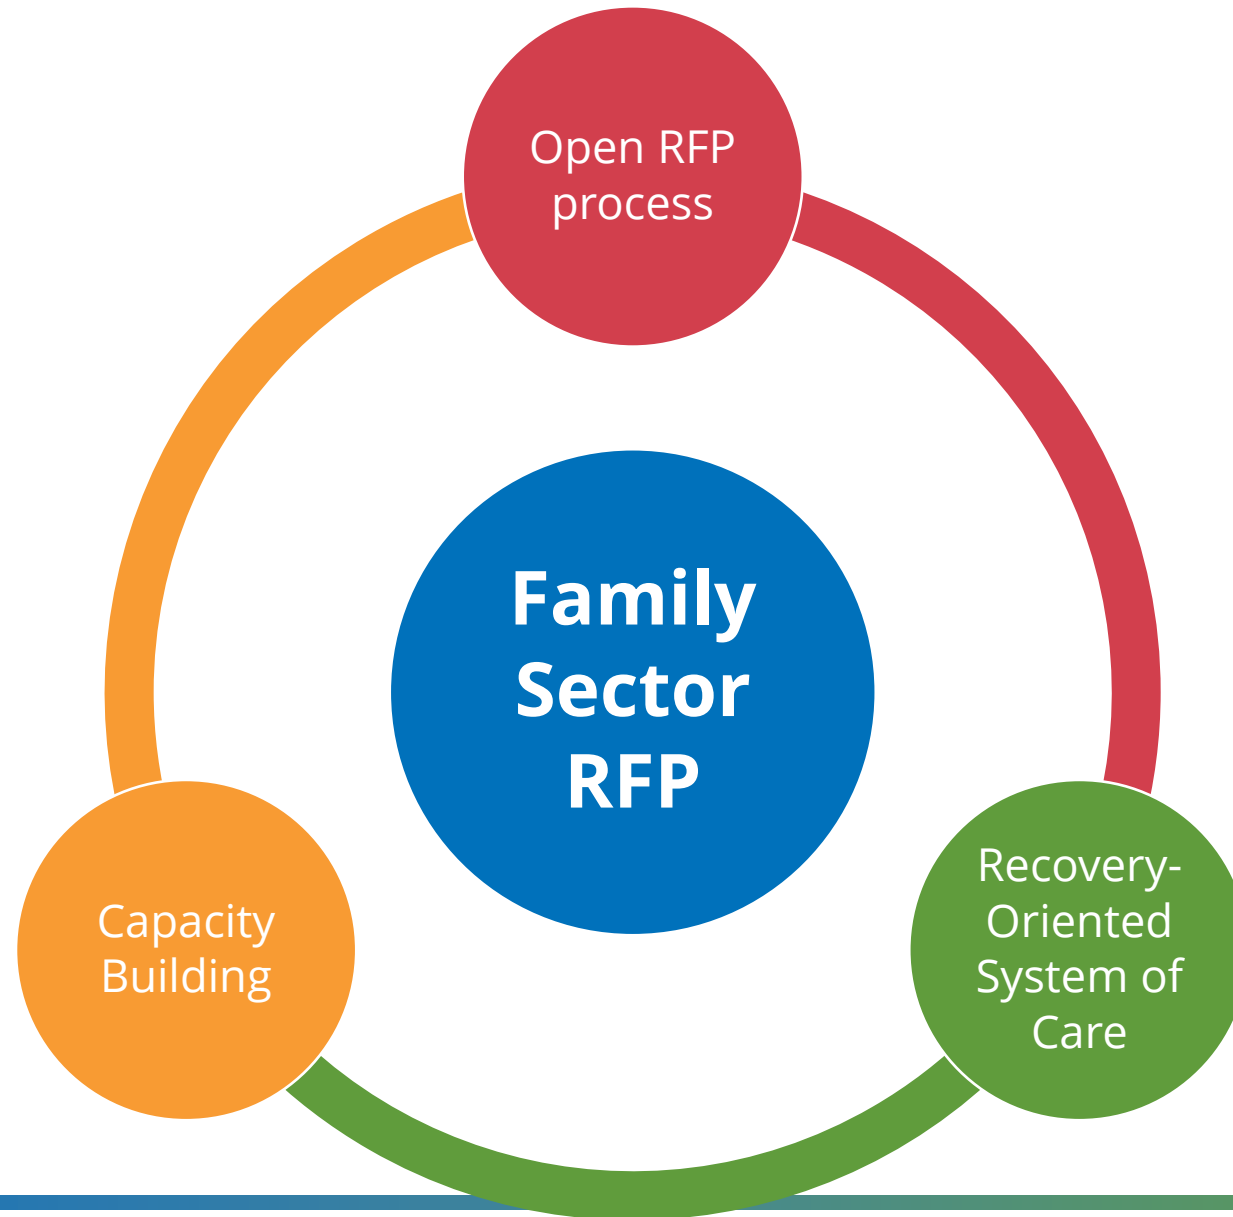 Open RFP
process
Family
Sector
RFP
Recovery-
Oriented
System of
Care
Capacity
Building